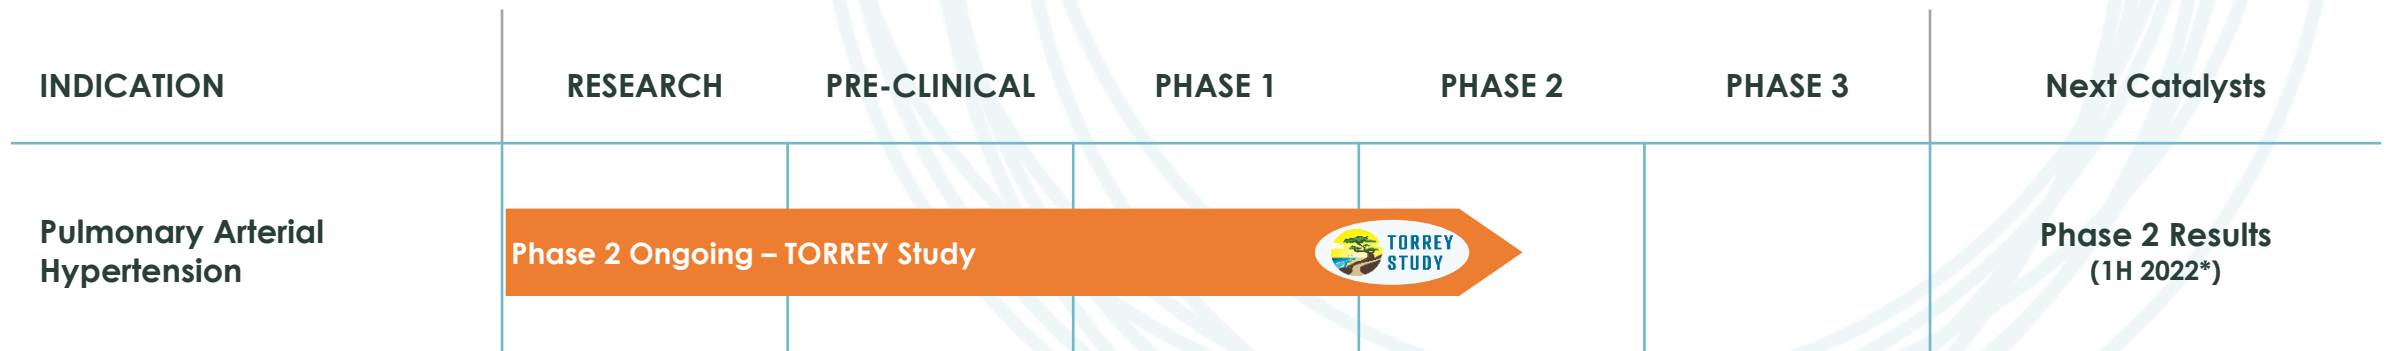 INDICATION RESEARCH PRE-CLINICAL PHASE 1 PHASE 2 PHASE 3 Next Catalysts
Pulmonary Arterial
Hypertension
Phase 2 Ongoing – TORREY Study
TORREY
STUDY
Phase 2 Results
(1H 2022*)